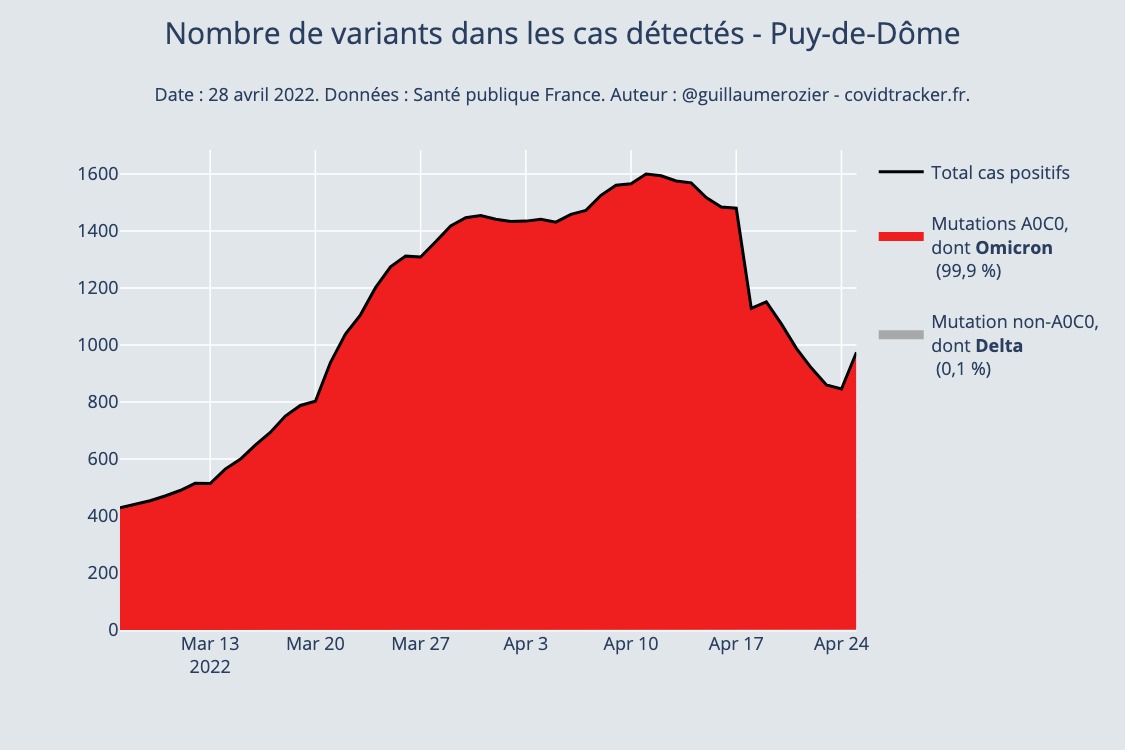 Nombre de variants dans les cas détectés - Puy-de-Dôme
Date : 28 avril 2022. Données : Santé publique France. Auteur : @guillaumerozier - covidtracker.fr.
1600
1400
1200
1000
800
600
400
200
0
Mar 13
2022
Mar 20
Mar 27
Apr 3
Apr 10
Apr 17
Apr 24
Total cas positifs
Mutations A0C0,
dont Omicron
(99,9 %)
Mutation non-A0C0,
dont Delta
(0,1 %)